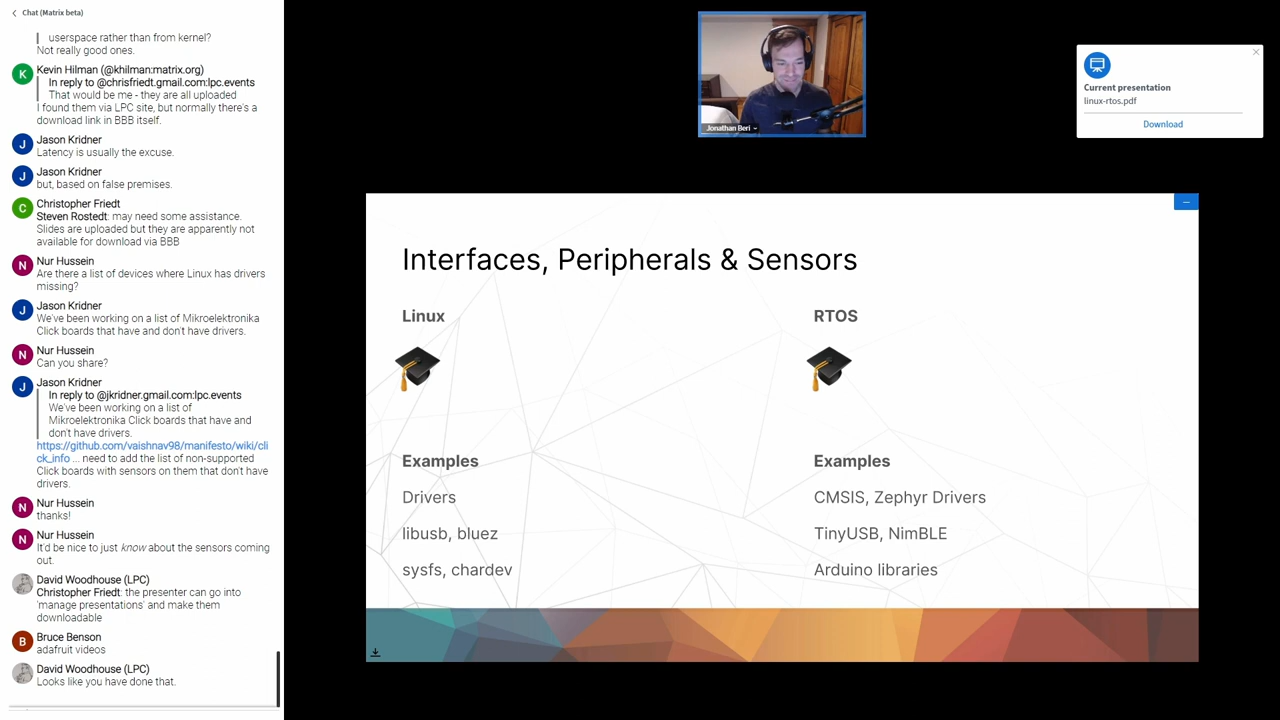 Chat (Matrix beta)
userspace rather than from kernel?
Not really good ones.
K
Kevin Hilman (@khilman:matrix.org)
In reply to @chrisfriedt.gmail.com:lpc.events
That would be me - they are all uploaded
I found them via LPC site, but normally there's a
download link in BBB itself.
J
Jason Kridner
Latency is usually the excuse.
J
Jason Kridner
but, based on false premises.
C
Christopher Friedt
Steven Rostedt: may need some assistance.
Slides are uploaded but they are apparently not
available for download via BBB
N
Nur Hussein
Are there a list of devices where Linux has drivers
missing?
J
Jason Kridner
We've been working on a list of Mikroelektronika
Click boards that have and don't have drivers.
N
Nur Hussein
Can you share?
J
Jason Kridner
In reply to @jkridner.gmail.com:lpc.events
We've been working on a list of
Mikroelektronika Click boards that have and
don't have drivers.
https://github.com/vaishnav98/manifesto/wiki/cli
ck_info ... need to add the list of non-supported
Click boards with sensors on them that don't have
drivers.
N
Nur Hussein
thanks!
N
Nur Hussein
It'd be nice to just know about the sensors coming
out.
David Woodhouse (LPC)
Christopher Friedt: the presenter can go into
'manage presentations' and make them
downloadable
B
Bruce Benson
adafruit videos
David Woodhouse (LPC)
Looks like you have done that.
Jonathan Beri
Current presentation
linux-rtos.pdf
Download
Interfaces, Peripherals & Sensors
Linux
Examples
Drivers
libusb, bluez
sysfs, chardev
RTOS
Examples
CMSIS, Zephyr Drivers
TinyUSB, NimBLE
Arduino libraries